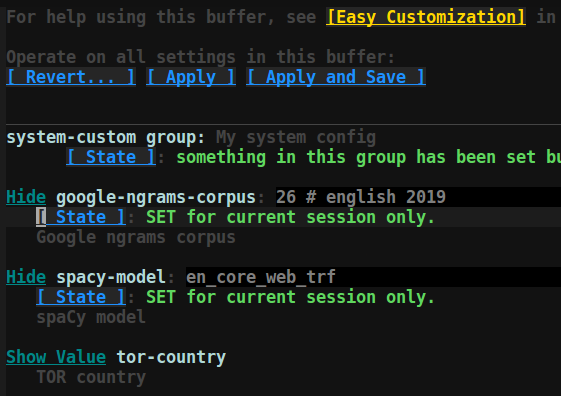 For help using this buffer, see [Easy Customization] in
Operate on all settings in this buffer:
[ Revert... ] [ Apply ] [ Apply and Save ]
system-custom group: My system config
[ State ]: something in this group has been set bu
Hide google-ngrams-corpus: 26 # english 2019
[ State ]: SET for current session only.
Google ngrams corpus
Hide spacy-model: en_core_web_trf
[ State ]: SET for current session only.
spaCy model
Show Value tor-country
TOR country